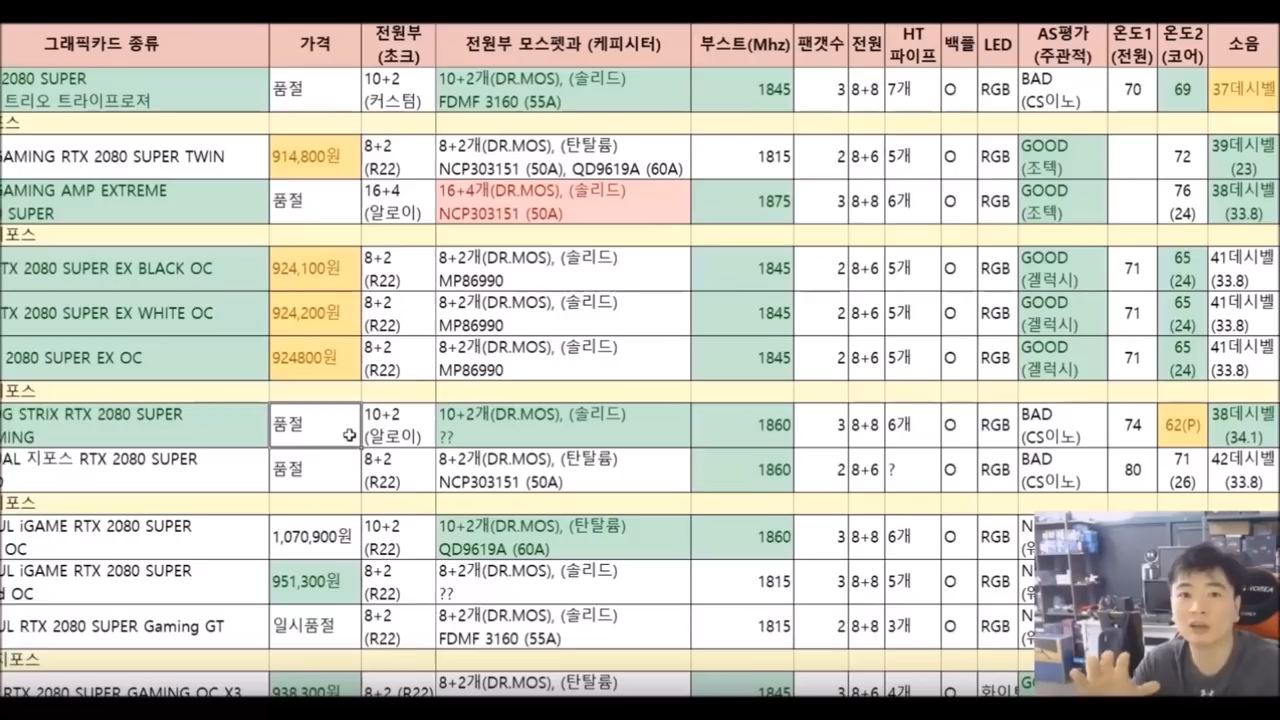 그래픽카드 종류 가격 전원부 (초크) 전원부 모스펫과 (케피시터) 부스트(Mhz) 팬갯수 전원 HT 파이프 백플 LED AS평가 (주관적) 온도1 (전원) 온도2 (코어) 소음
2080 SUPER 품절 10+2 10+2개(DR.MOS), (솔리드) 1845 3 8+8 7개 O RGB BAD 70 69 37데시벨
트리오 트라이프로져 (커스텀) FDMF 3160 (55A) (CS이노)
포스
GAMING RTX 2080 SUPER TWIN 914,800원 8+2 8+2개(DR.MOS), (탄탈륨) 1815 2 8+6 5개 O RGB GOOD 72 39데시벨
(R22) NCP303151 (50A), QD9619A (60A) (조텍) (23)
GAMING AMP EXTREME 품절 16+4 16+4개(DR.MOS), (솔리드) 1875 3 8+8 6개 O RGB GOOD 76 38데시벨
SUPER (알로이) NCP303151 (50A) (조텍) (24) (33.8)
지포스
TX 2080 SUPER EX BLACK OC 924,100원 8+2 8+2개(DR.MOS), (솔리드) 1845 2 8+6 5개 O RGB GOOD 71 65 41데시벨
(R22) MP86990 (겔럭시) (24) (33.8)
TX 2080 SUPER EX WHITE OC 924,200원 8+2 8+2개(DR.MOS), (솔리드) 1845 2 8+6 5개 O RGB GOOD 71 65 41데시벨
(R22) MP86990 (겔럭시) (24) (33.8)
2080 SUPER EX OC 924800원 8+2 8+2개(DR.MOS), (솔리드) 1845 2 8+6 5개 O RGB GOOD 71 65 41데시벨
(R22) MP86990 (겔럭시) (24) (33.8)
지포스
G STRIX RTX 2080 SUPER 품절 10+2 10+2개(DR.MOS), (솔리드) 1860 3 8+8 6개 O RGB BAD 74 62(P) 38데시벨
MING (알로이) ?? (CS이노) (34.1)
AL 지포스 RTX 2080 SUPER 품절 8+2 8+2개(DR.MOS), (탄탈륨) 1860 2 8+6 ? O RGB BAD 80 71 42데시벨
(R22) NCP303151 (50A) (CS이노) (26) (33.8)
지포스
UL iGAME RTX 2080 SUPER 1,070,900원 10+2 10+2개(DR.MOS), (탄탈륨) 1860 3 8+8 6개 O RGB N
OC (R22) QD9619A (60A)
UL iGAME RTX 2080 SUPER 951,300원 8+2 8+2개(DR.MOS), (솔리드) 1815 3 8+8 5개 O RGB N
d OC (R22) ??
UL RTX 2080 SUPER Gaming GT 일시품절 8+2 8+2개(DR.MOS), (솔리드) 1815 2 8+8 3개 O RGB N
(R22) FDMF 3160 (55A)
지포스
RTX 2080 SUPER GAMING OC X3 938,300원 8+2 (R22) 8+2개(DR.MOS), (탄탈륨) 1845 3 8+6 4개 O 화이트